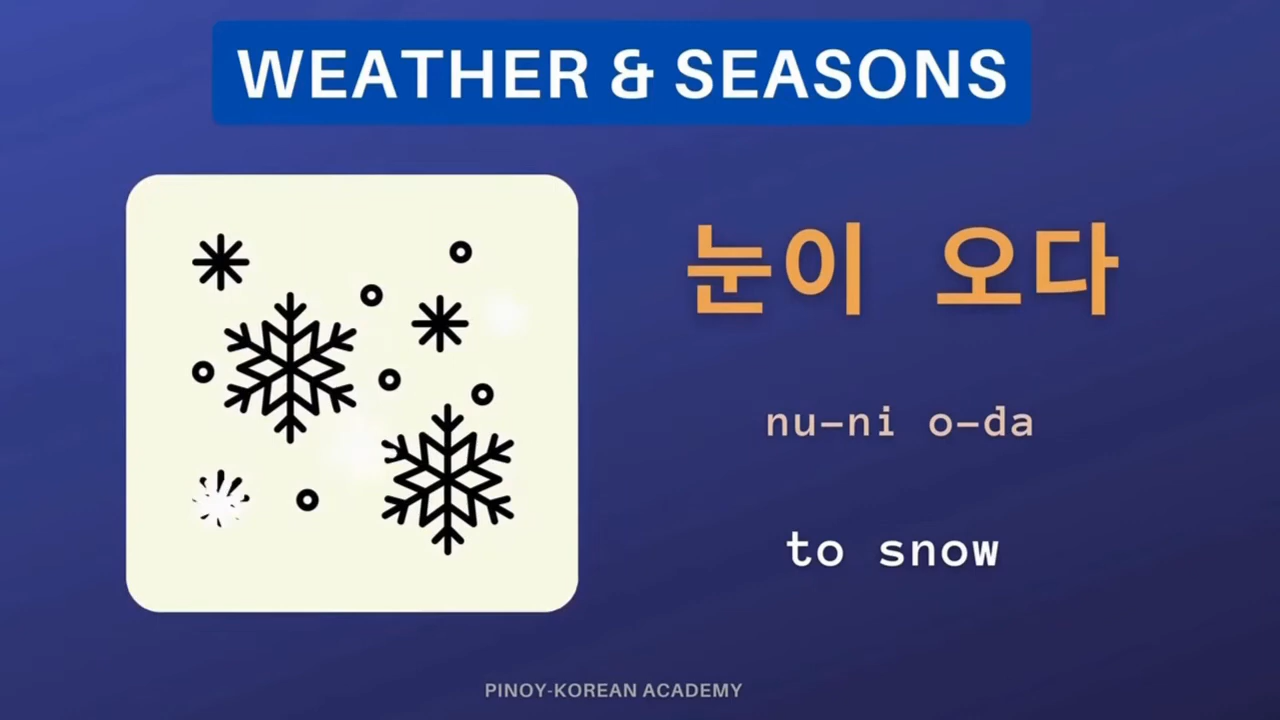 WEATHER & SEASONS
눈이 오다
nu-ni o-da
to snow
PINOY-KOREAN ACADEMY